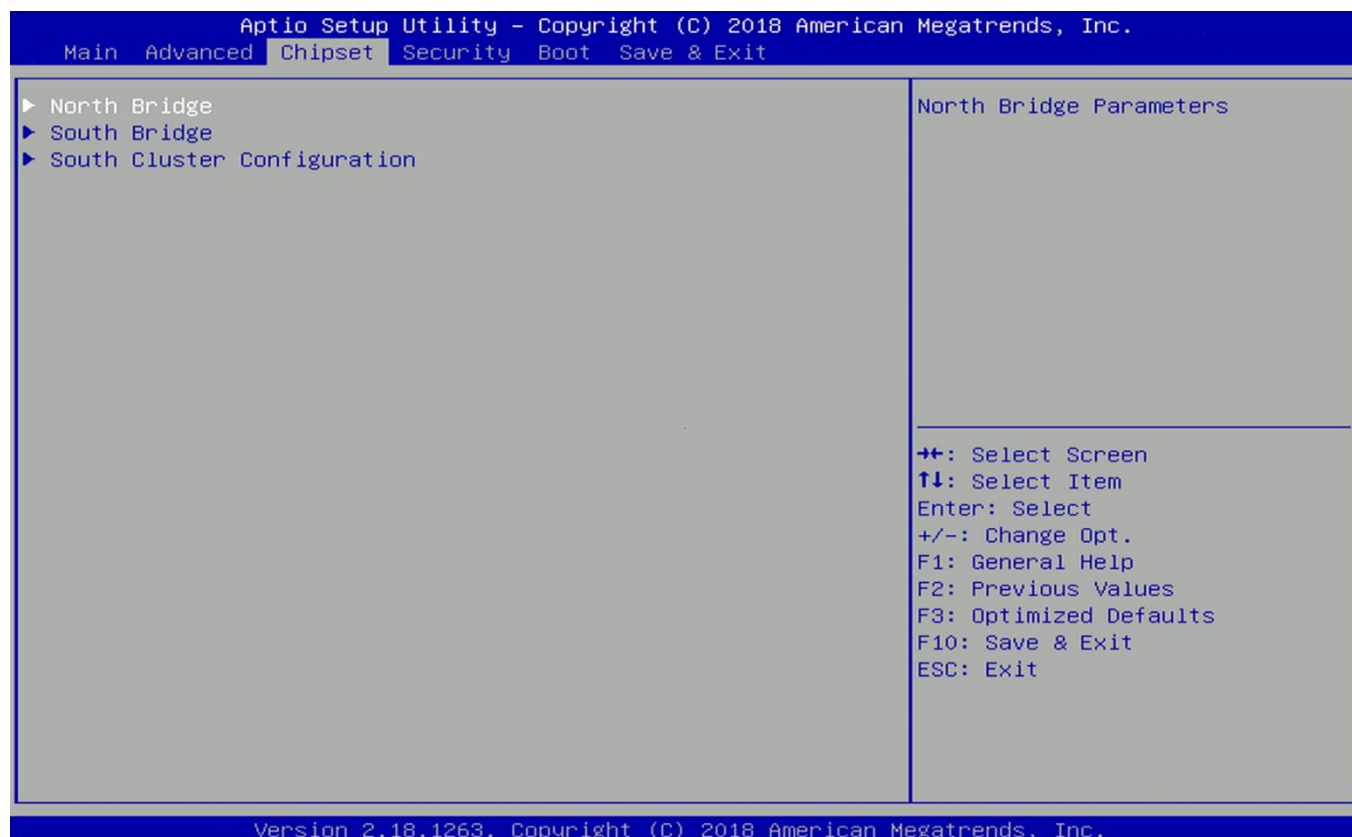 Aptio Setup Utility – Copyright (C) 2018 American Megatrends, Inc.
Main Advanced Chipset Security Boot Save & Exit
▶ North Bridge
▶ South Bridge
▶ South Cluster Configuration
North Bridge Parameters
→←: Select Screen
↑↓: Select Item
Enter: Select
+/-: Change Opt.
F1: General Help
F2: Previous Values
F3: Optimized Defaults
F10: Save & Exit
ESC: Exit
Version 2.18.1263. Copyright (C) 2018 American Megatrends, Inc.